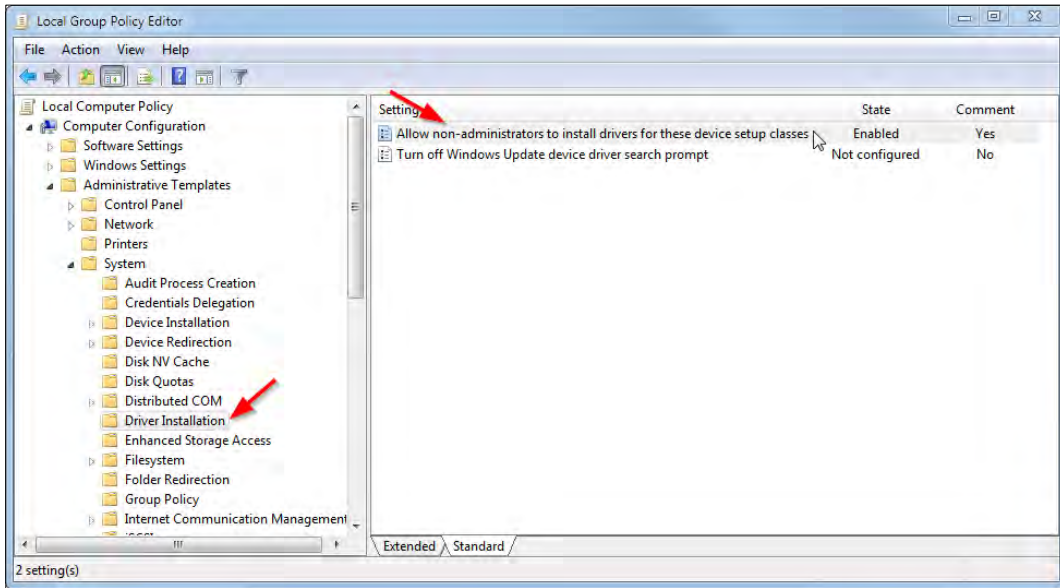 Local Group Policy Editor
File Action View Help
Local Computer Policy
Computer Configuration
Software Settings
Windows Settings
Administrative Templates
Control Panel
Network
Printers
System
Audit Process Creation
Credentials Delegation
Device Installation
Device Redirection
Disk NV Cache
Disk Quotas
Distributed COM
Driver Installation
Enhanced Storage Access
Filesystem
Folder Redirection
Group Policy
Internet Communication Management
Setting State Comment
Allow non-administrators to install drivers for these device setup classes Enabled Yes
Turn off Windows Update device driver search prompt Not configured No
Extended Standard
2 setting(s)